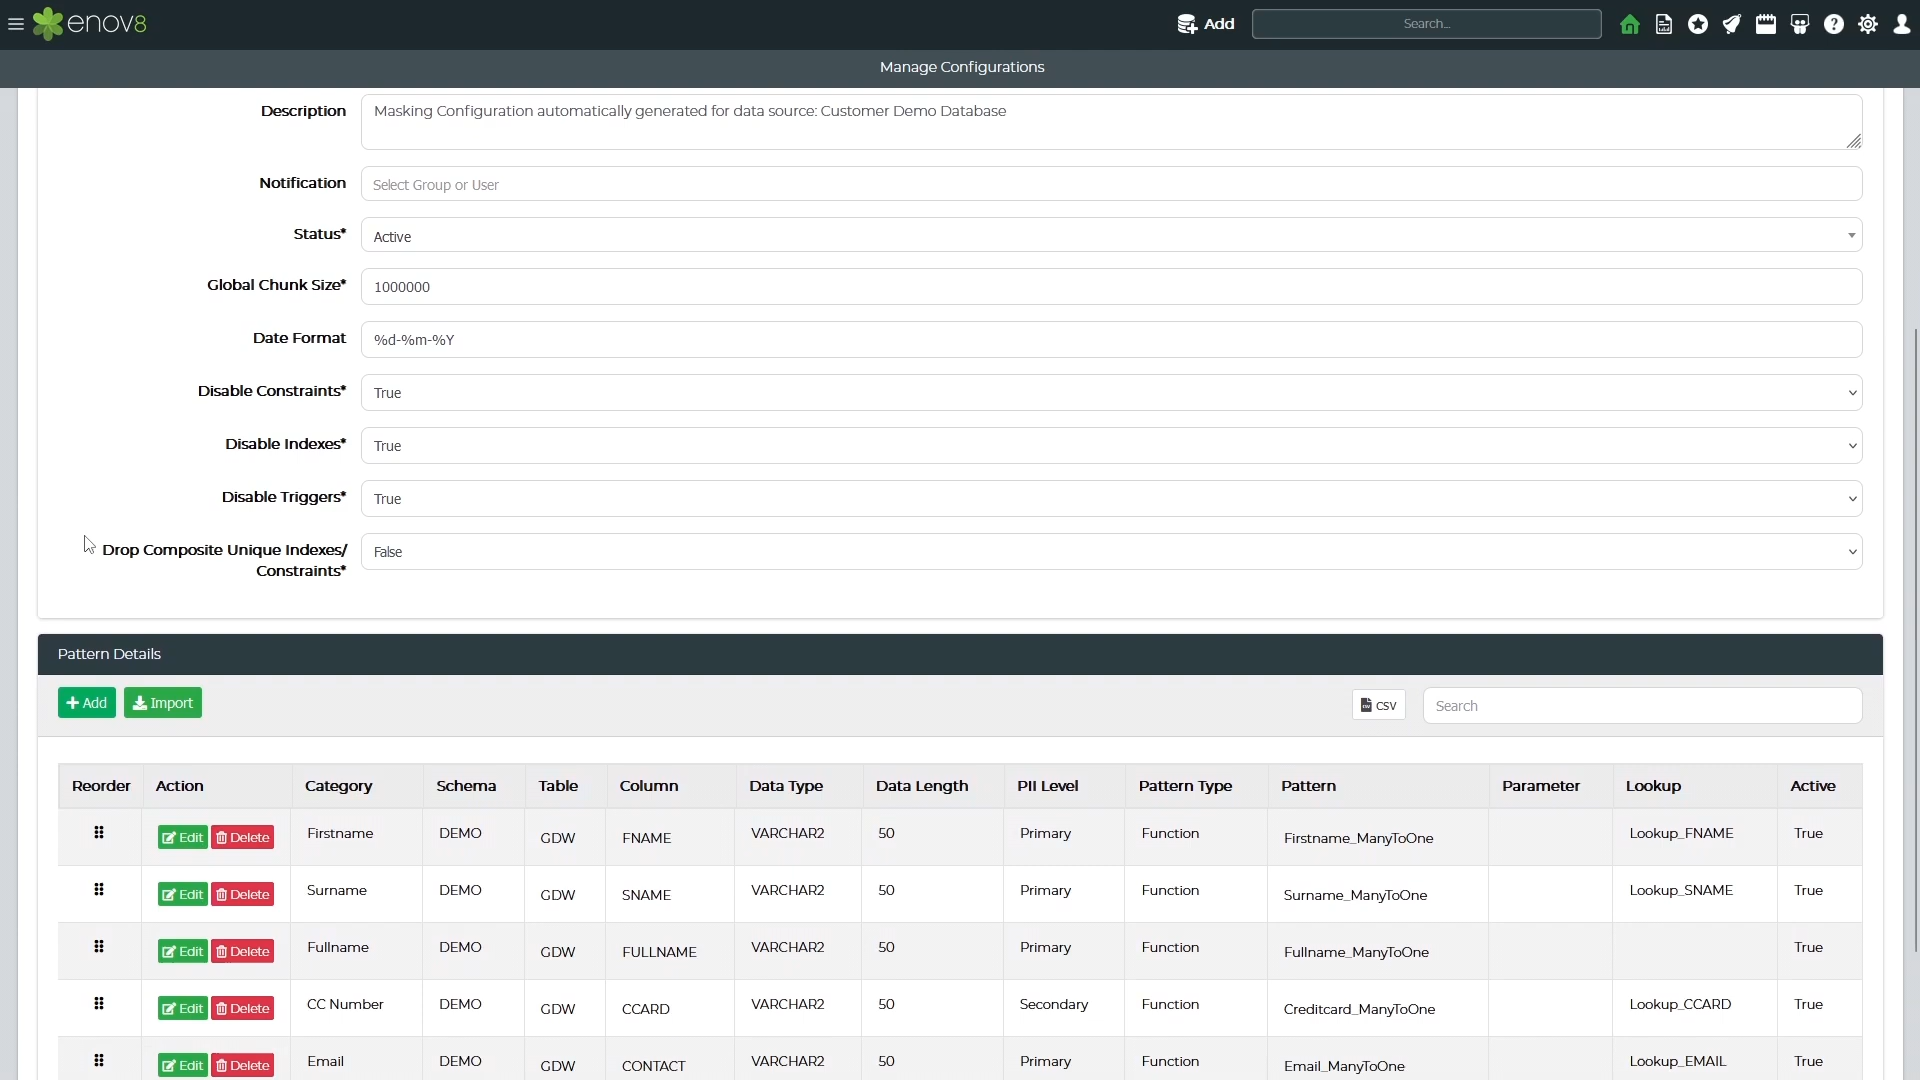 enov8
Add
Search...
Manage Configurations
Description
Masking Configuration automatically generated for data source: Customer Demo Database
Notification
Select Group or User
Status*
Active
Global Chunk Size*
1000000
Date Format
%d-%m-%Y
Disable Constraints*
True
Disable Indexes*
True
Disable Triggers*
True
Drop Composite Unique Indexes/
Constraints*
False
Pattern Details
Add Import CSV Search
Reorder Action Category Schema Table Column Data Type Data Length PII Level Pattern Type Pattern Parameter Lookup Active
Edit Delete Firstname DEMO GDW FNAME VARCHAR2 50 Primary Function Firstname_ManyToOne Lookup_FNAME True
Edit Delete Surname DEMO GDW SNAME VARCHAR2 50 Primary Function Surname_ManyToOne Lookup_SNAME True
Edit Delete Fullname DEMO GDW FULLNAME VARCHAR2 50 Primary Function Fullname_ManyToOne True
Edit Delete CC Number DEMO GDW CCARD VARCHAR2 50 Secondary Function Creditcard_ManyToOne Lookup_CCARD True
Edit Delete Email DEMO GDW CONTACT VARCHAR2 50 Primary Function Email_ManyToOne Lookup_EMAIL True